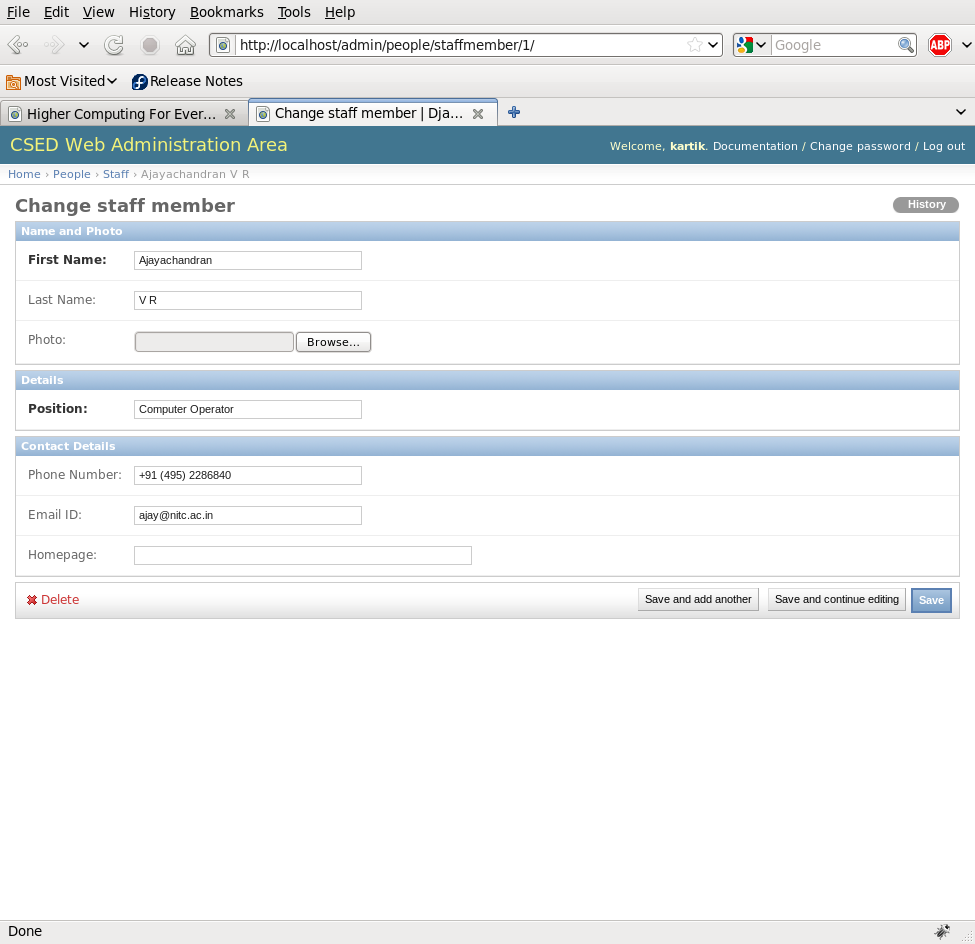 File Edit View History Bookmarks Tools Help
http://localhost/admin/people/staffmember/1/ Google ABP
Most Visited Release Notes
Higher Computing For Ever... Change staff member | Dja...
CSED Web Administration Area Welcome, kartik. Documentation / Change password / Log out
Home › People › Staff › Ajayachandran V R
Change staff member History
Name and Photo
First Name: Ajayachandran
Last Name: V R
Photo: Browse...
Details
Position: Computer Operator
Contact Details
Phone Number: +91 (495) 2286840
Email ID: ajay@nitc.ac.in
Homepage:
Delete Save and add another Save and continue editing Save
Done